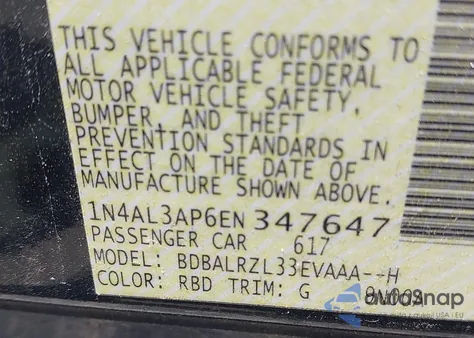 THIS VEHICLE CONFORMS TO
ALL APPLICABLE FEDERAL
MOTOR VEHICLE SAFETY,
BUMPER, AND THEFT
PREVENTION STANDARDS IN
EFFECT ON THE DATE OF
MANUFACTURE SHOWN ABOVE.
1N4AL3AP6EN 347647
PASSENGER CAR 617
MODEL: BDBALRZL33EVAAA--H
COLOR: RBD TRIM: G
autoSnap